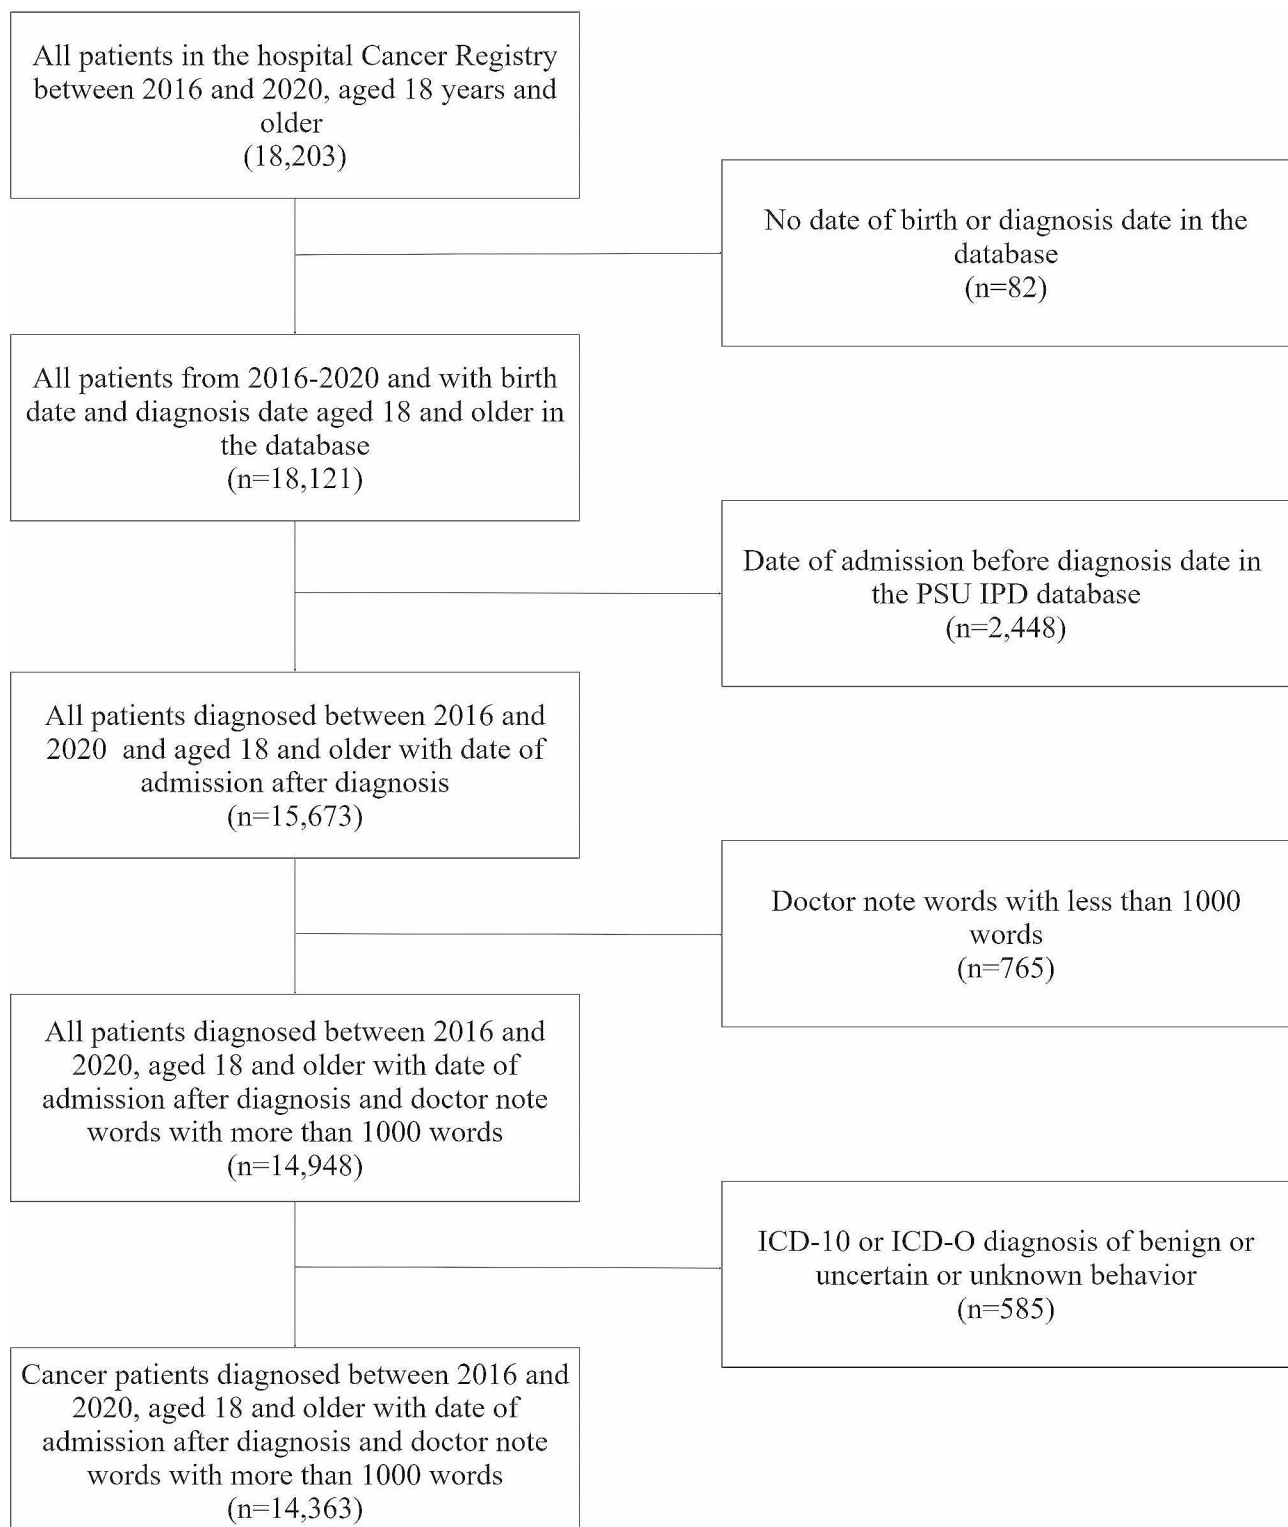 All patients in the hospital Cancer Registry
between 2016 and 2020, aged 18 years and
older
(18,203)
No date of birth or diagnosis date in the
database
(n=82)
All patients from 2016-2020 and with birth
date and diagnosis date aged 18 and older in
the database
(n=18,121)
Date of admission before diagnosis date in
the PSU IPD database
(n=2,448)
All patients diagnosed between 2016 and
2020 and aged 18 and older with date of
admission after diagnosis
(n=15,673)
Doctor note words with less than 1000
words
(n=765)
All patients diagnosed between 2016 and
2020, aged 18 and older with date of
admission after diagnosis and doctor note
words with more than 1000 words
(n=14,948)
ICD-10 or ICD-O diagnosis of benign or
uncertain or unknown behavior
(n=585)
Cancer patients diagnosed between 2016 and
2020, aged 18 and older with date of
admission after diagnosis and doctor note
words with more than 1000 words
(n=14,363)